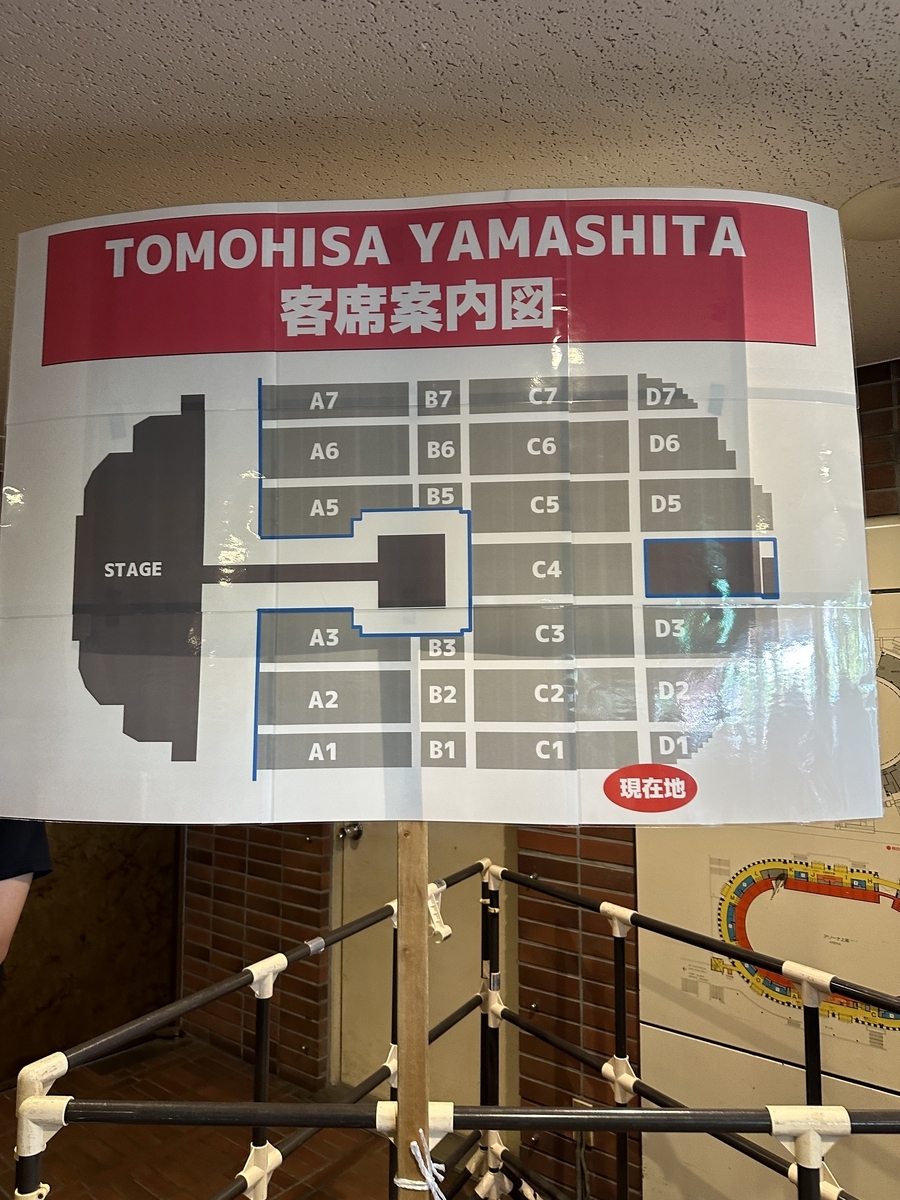 TOMOHISA YAMASHITA
客席案内図
A7 B7 C7 D7
A6 B6 C6 D6
A5 B5 C5 D5
STAGE C4
A3 B3 C3 D3
A2 B2 C2 D2
A1 B1 C1 D1
現在地